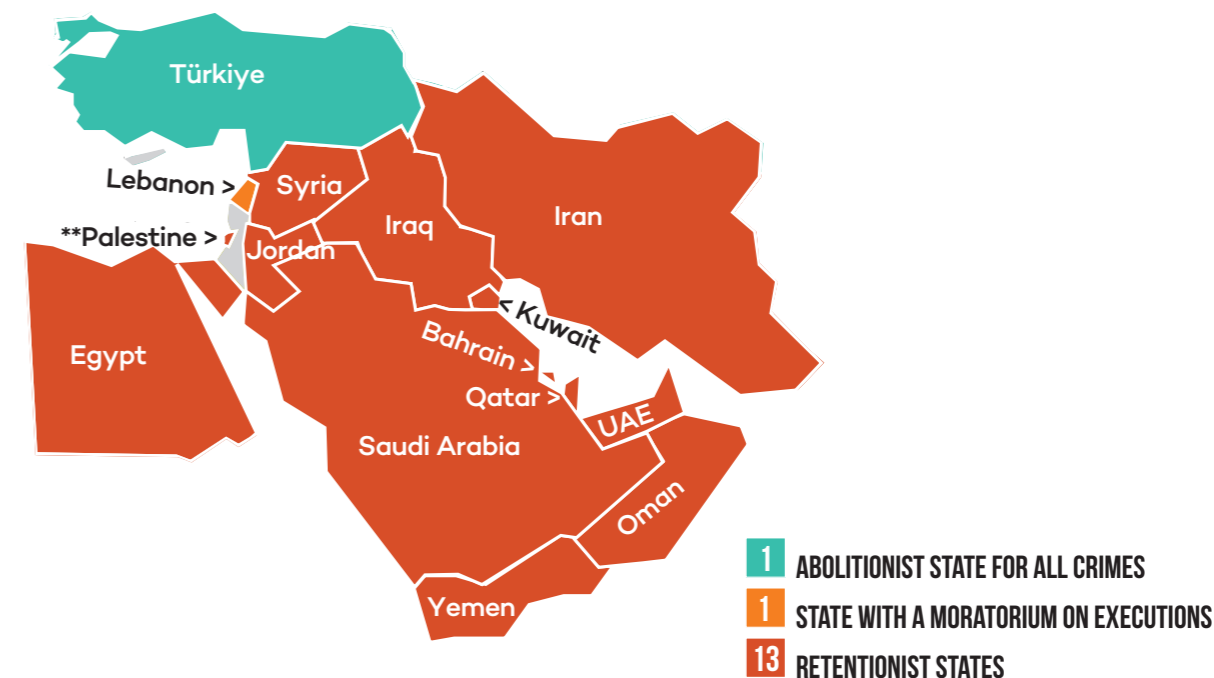 Türkiye
Lebanon >
Syria
Iraq
Iran
**Palestine >
Jordan
< Kuwait
Bahrain >
Egypt
Qatar >
UAE
Saudi Arabia
Oman
Yemen
1 ABOLITIONIST STATE FOR ALL CRIMES
1 STATE WITH A MORATORIUM ON EXECUTIONS
13 RETENTIONIST STATES